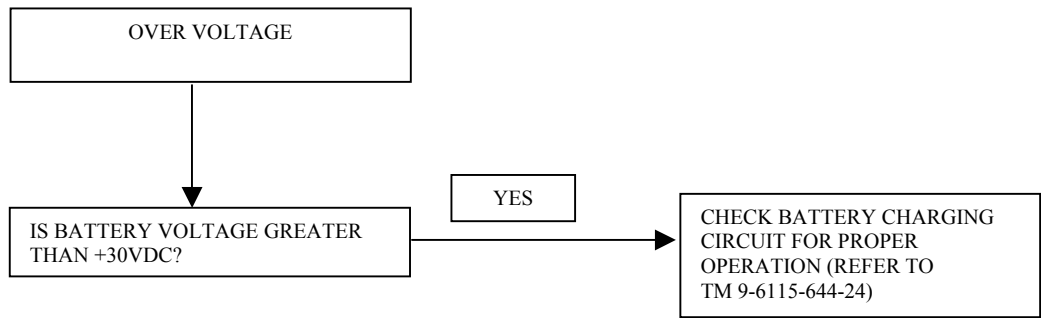 OVER VOLTAGE
IS BATTERY VOLTAGE GREATER
THAN +30VDC?
YES
CHECK BATTERY CHARGING
CIRCUIT FOR PROPER
OPERATION (REFER TO
TM 9-6115-644-24)